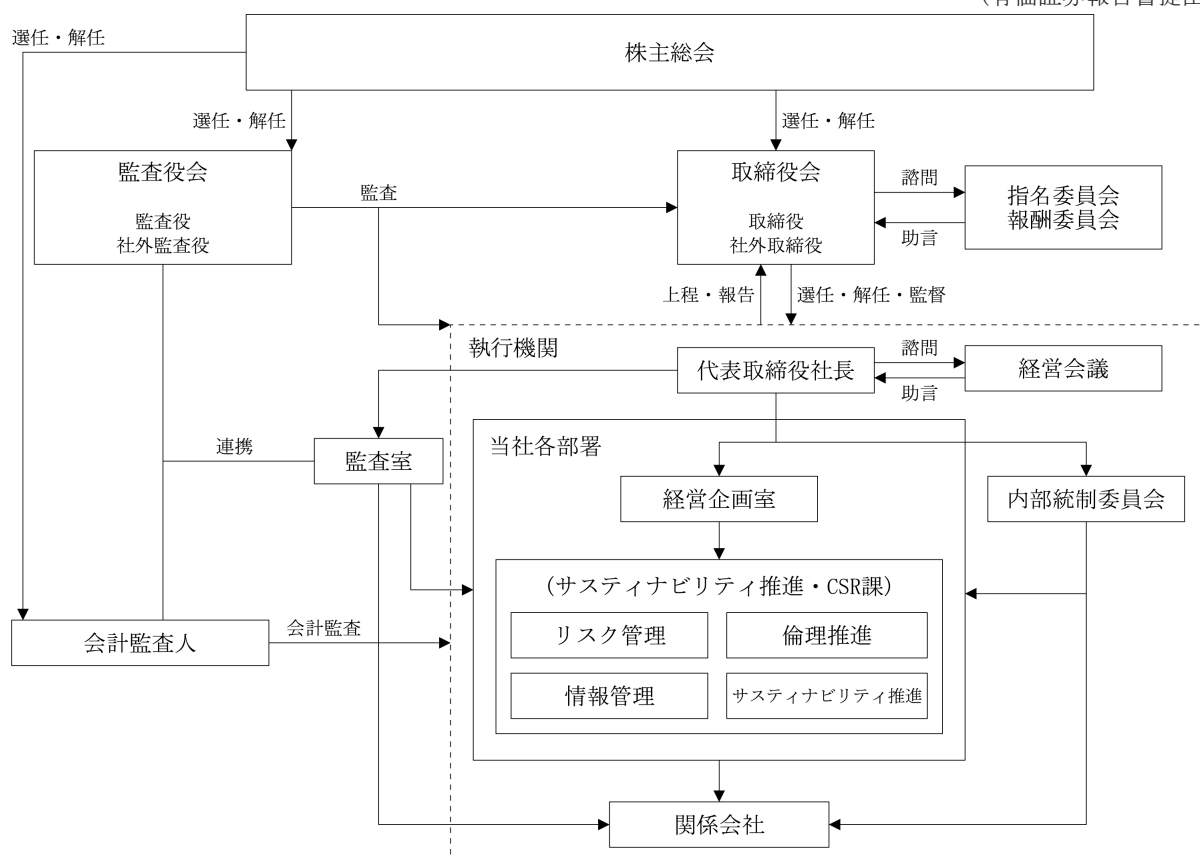 選任・解任
株主総会
選任・解任
選任・解任
監査役会
監査役
社外監査役
監査
取締役会
取締役
社外取締役
諮問
助言
指名委員会
報酬委員会
上程・報告
選任・解任・監督
執行機関
代表取締役社長
諮問
助言
経営会議
連携
監査室
当社各部署
経営企画室
内部統制委員会
(サスティナビリティ推進・CSR課)
リスク管理
倫理推進
情報管理
サスティナビリティ推進
会計監査人
会計監査
関係会社